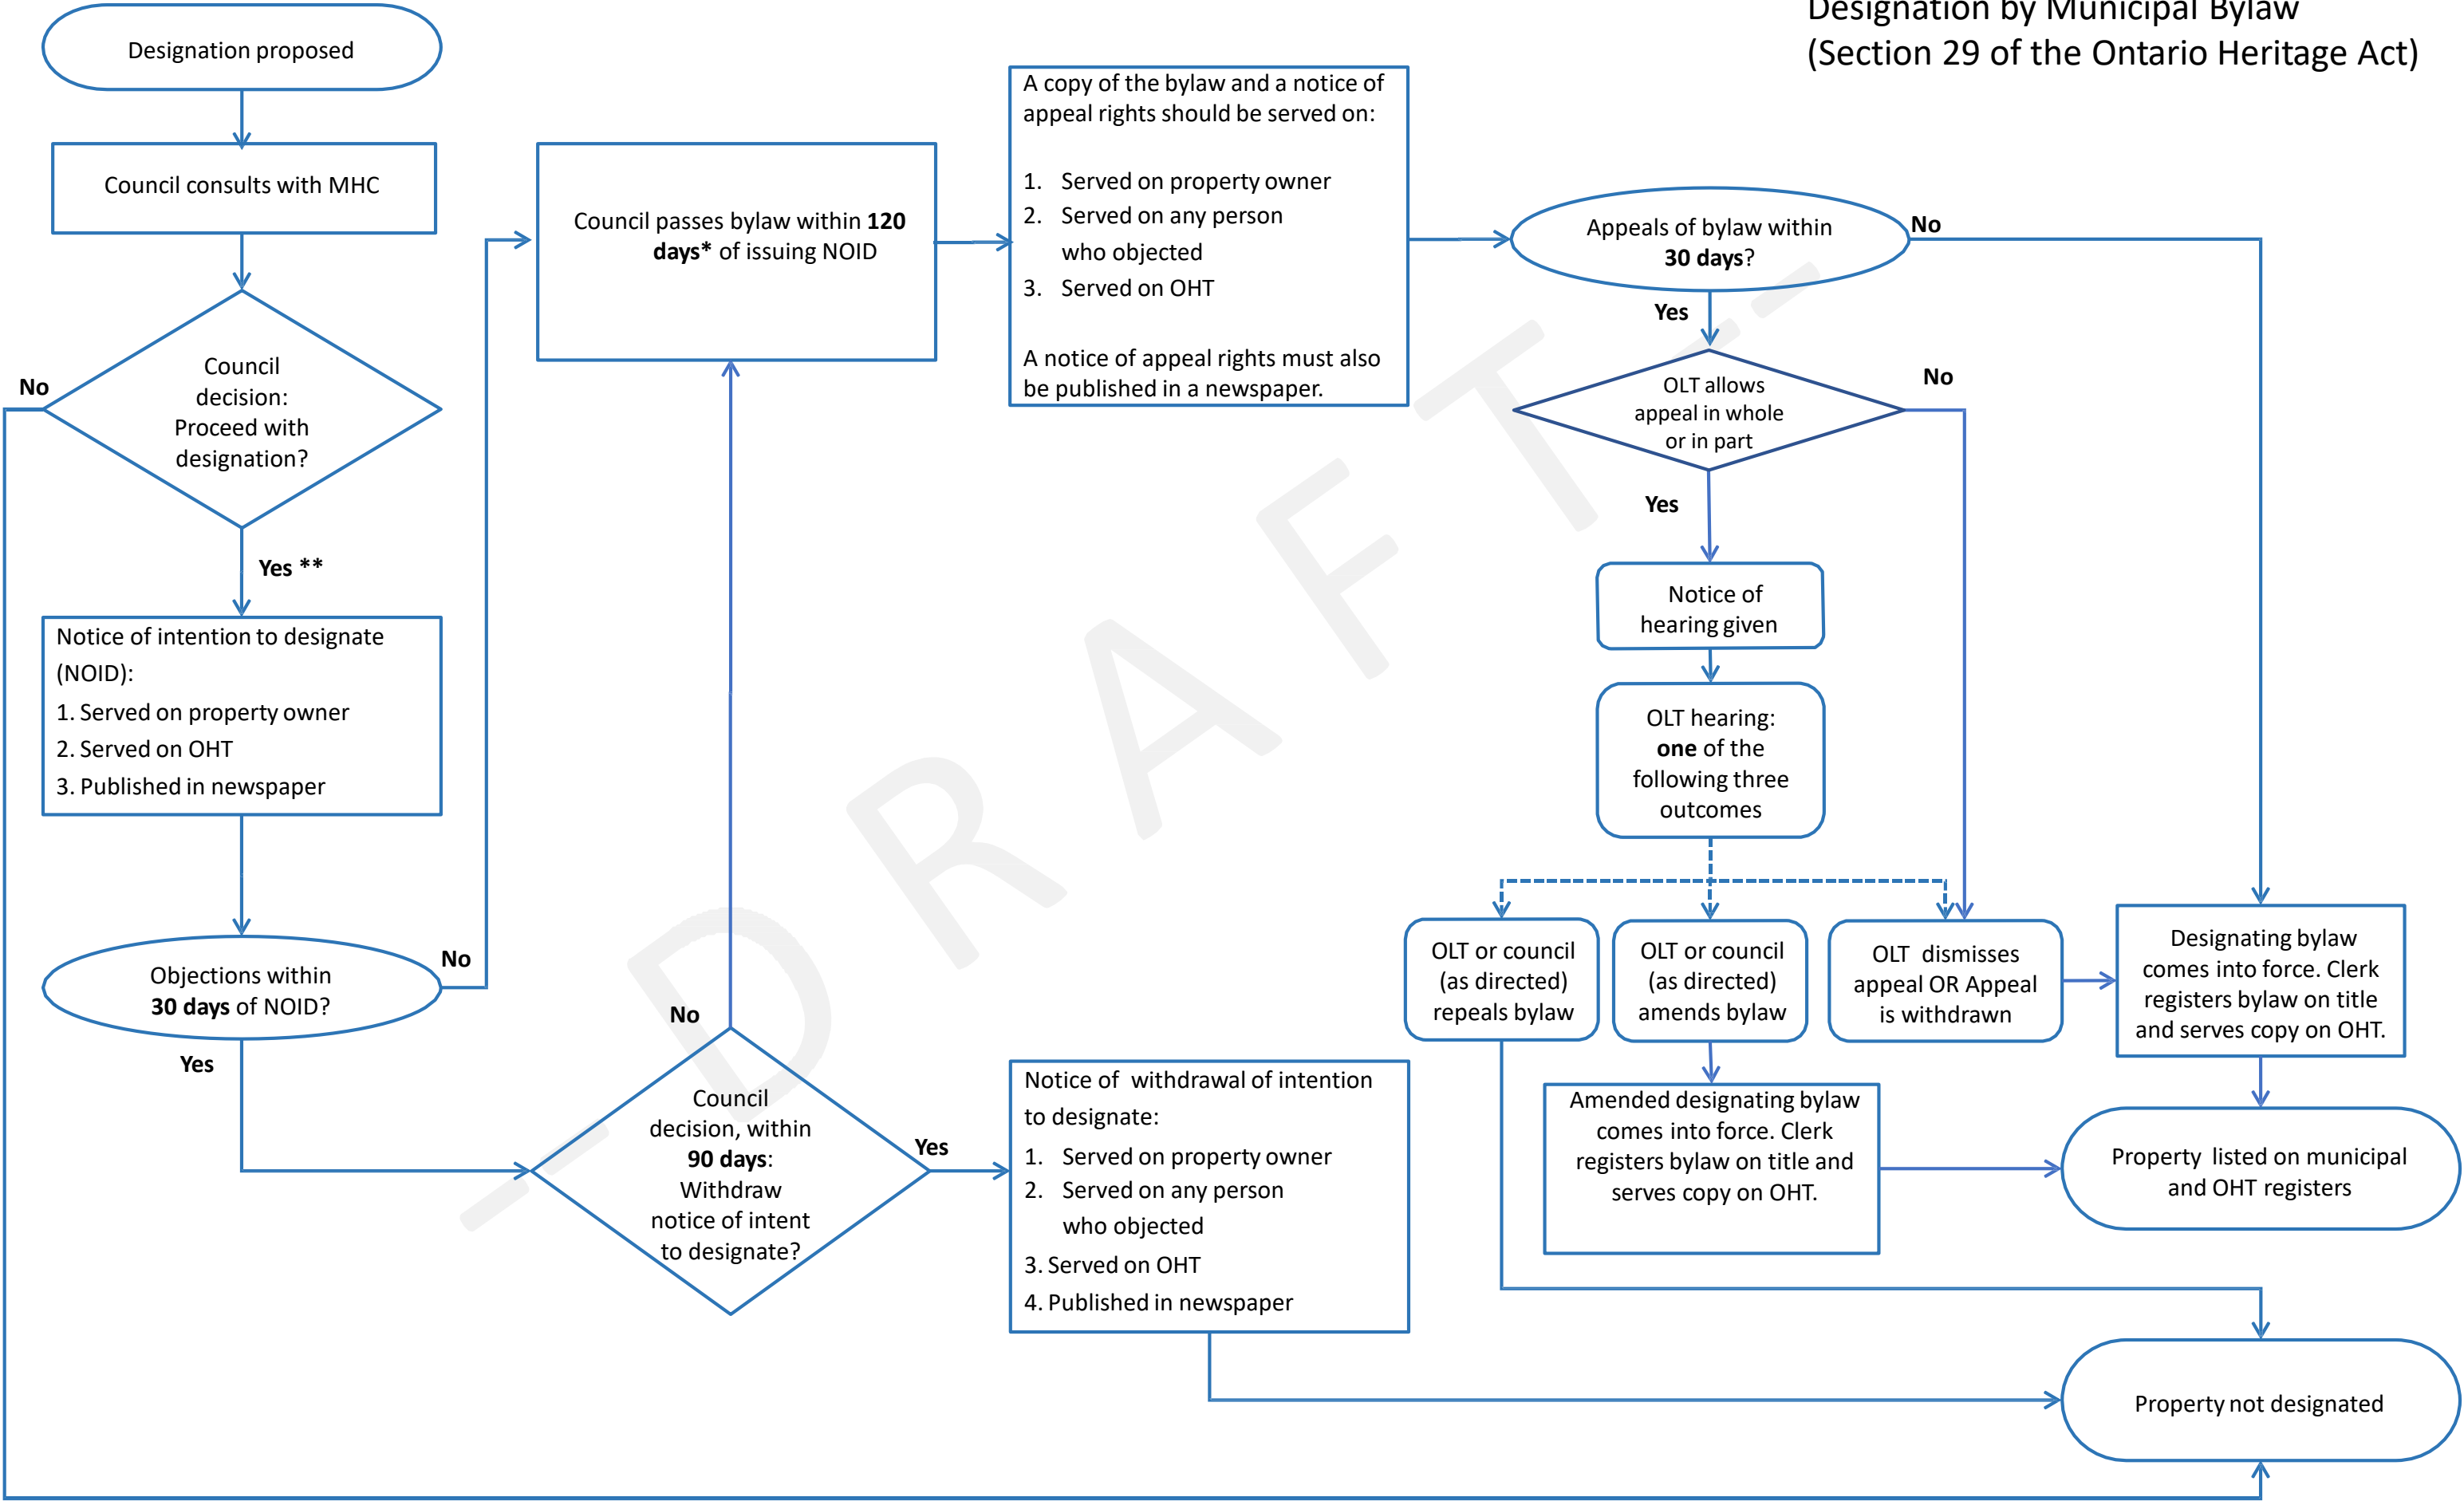 Designation by Municipal Bylaw
(Section 29 of the Ontario Heritage Act)
Designation proposed
Council consults with MHC
Council
decision:
Proceed with
designation?
No
Yes **
Notice of intention to designate
(NOID):
1. Served on property owner
2. Served on OHT
3. Published in newspaper
Objections within
30 days of NOID?
No
Yes
Council passes bylaw within 120
days* of issuing NOID
Council
decision, within
90 days:
Withdraw
notice of intent
to designate?
No
Yes
Notice of withdrawal of intention
to designate:
1. Served on property owner
2. Served on any person
who objected
3. Served on OHT
4. Published in newspaper
A copy of the bylaw and a notice of
appeal rights should be served on:
1. Served on property owner
2. Served on any person
who objected
3. Served on OHT
A notice of appeal rights must also
be published in a newspaper.
Appeals of bylaw within
30 days?
No
Yes
OLT allows
appeal in whole
or in part
No
Yes
Notice of
hearing given
OLT hearing:
one of the
following three
outcomes
OLT or council
(as directed)
repeals bylaw
OLT or council
(as directed)
amends bylaw
OLT dismisses
appeal OR Appeal
is withdrawn
Designating bylaw
comes into force. Clerk
registers bylaw on title
and serves copy on OHT.
Amended designating bylaw
comes into force. Clerk
registers bylaw on title and
serves copy on OHT.
Property listed on municipal
and OHT registers
Property not designated
- DRAFT --